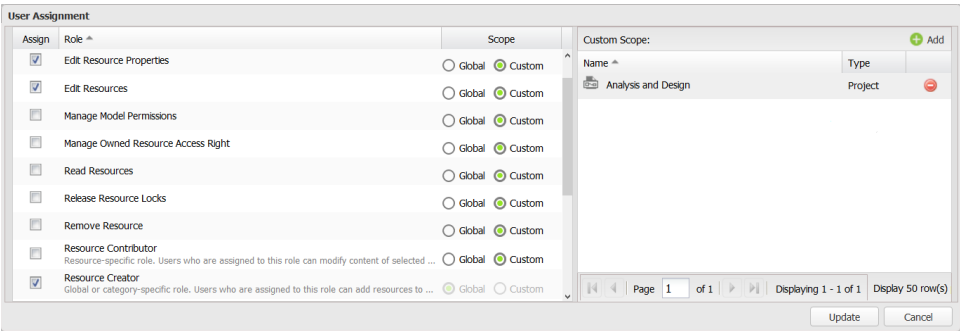 User Assignment
Assign Role Scope
Edit Resource Properties Global Custom
Edit Resources Global Custom
Manage Model Permissions Global Custom
Manage Owned Resource Access Right Global Custom
Read Resources Global Custom
Release Resource Locks Global Custom
Remove Resource Global Custom
Resource Contributor
Resource-specific role. Users who are assigned to this role can modify content of selected ... Global Custom
Resource Creator
Global or category-specific role. Users who are assigned to this role can add resources to ... Global Custom
Custom Scope: Add
Name Type
Analysis and Design Project
Page 1 of 1 Displaying 1 - 1 of 1 Display 50 row(s)
Update Cancel